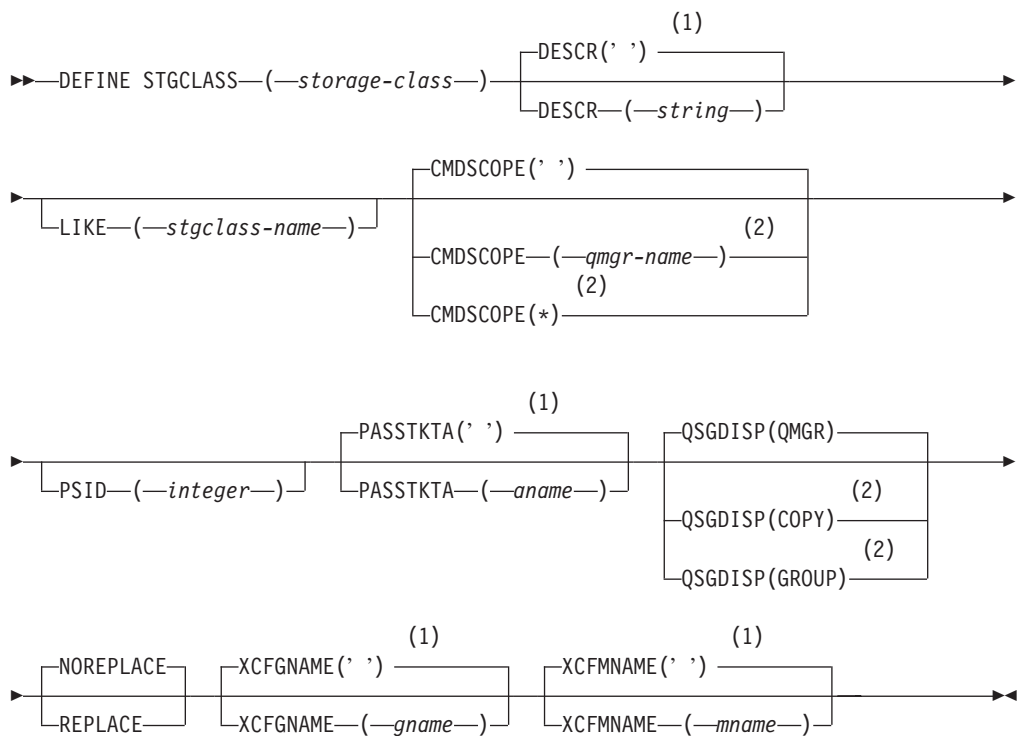 (1)
DESCR(’ ’)
DEFINE STGCLASS ( storage-class )
DESCR ( string )
CMDSCOPE(’ ’)
LIKE ( stgclass-name )
(2)
CMDSCOPE ( qmgr-name )
(2)
CMDSCOPE(*)
(1)
PASSTKTA(’ ’) QSGDISP(QMGR)
PSID ( integer ) PASSTKTA ( aname ) (2)
QSGDISP(COPY)
(2)
QSGDISP(GROUP)
(1) (1)
NOREPLACE XCFGNAME(’ ’) XCFMNAME(’ ’)
REPLACE XCFGNAME ( gname ) XCFMNAME ( mname )